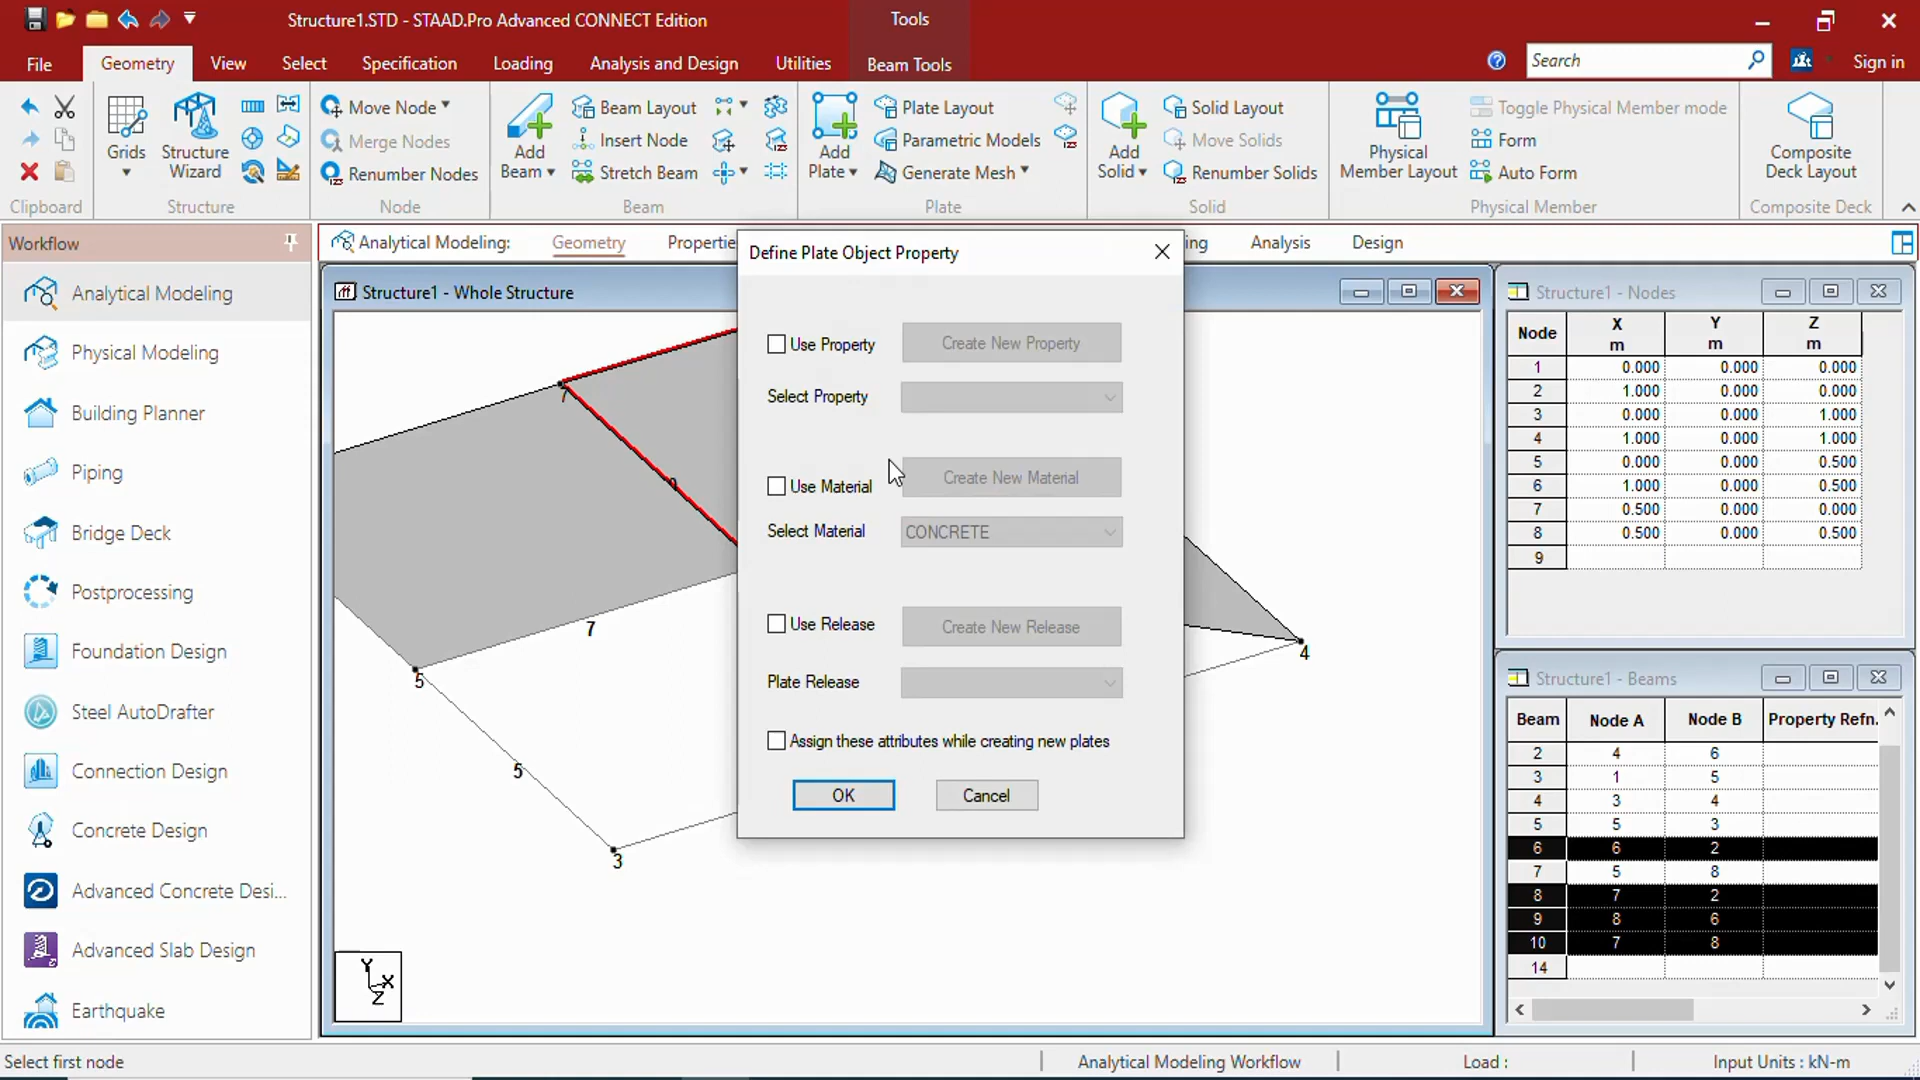 Structure1.STD - STAAD.Pro Advanced CONNECT Edition
Tools
File
Geometry
View
Select
Specification
Loading
Analysis and Design
Utilities
Beam Tools
Search
Sign in
Grids
Structure
Wizard
Move Node
Merge Nodes
Renumber Nodes
Add
Beam
Beam Layout
Insert Node
Stretch Beam
Add
Plate
Plate Layout
Parametric Models
Generate Mesh
Add
Solid
Solid Layout
Move Solids
Renumber Solids
Physical
Member Layout
Toggle Physical Member mode
Form
Auto Form
Composite
Deck Layout
Clipboard
Structure
Node
Beam
Plate
Solid
Physical Member
Composite Deck
Workflow
Analytical Modeling
Physical Modeling
Building Planner
Piping
Bridge Deck
Postprocessing
Foundation Design
Steel AutoDrafter
Connection Design
Concrete Design
Advanced Concrete Desi...
Advanced Slab Design
Earthquake
Analytical Modeling:
Geometry
Propertie
ng
Analysis
Design
Structure1 - Whole Structure
7
9
7
5
5
3
4
Y
X
Z
Define Plate Object Property
Use Property
Create New Property
Select Property
Use Material
Create New Material
Select Material
CONCRETE
Use Release
Create New Release
Plate Release
Assign these attributes while creating new plates
OK
Cancel
Structure1 - Nodes
Node X Y Z
m m m
1 0.000 0.000 0.000
2 1.000 0.000 0.000
3 0.000 0.000 1.000
4 1.000 0.000 1.000
5 0.000 0.000 0.500
6 1.000 0.000 0.500
7 0.500 0.000 0.000
8 0.500 0.000 0.500
9
Structure1 - Beams
Beam Node A Node B Property Refn.
2 4 6
3 1 5
4 3 4
5 5 3
6 6 2
7 5 8
8 7 2
9 8 6
10 7 8
14
Select first node
Analytical Modeling Workflow
Load :
Input Units : kN-m